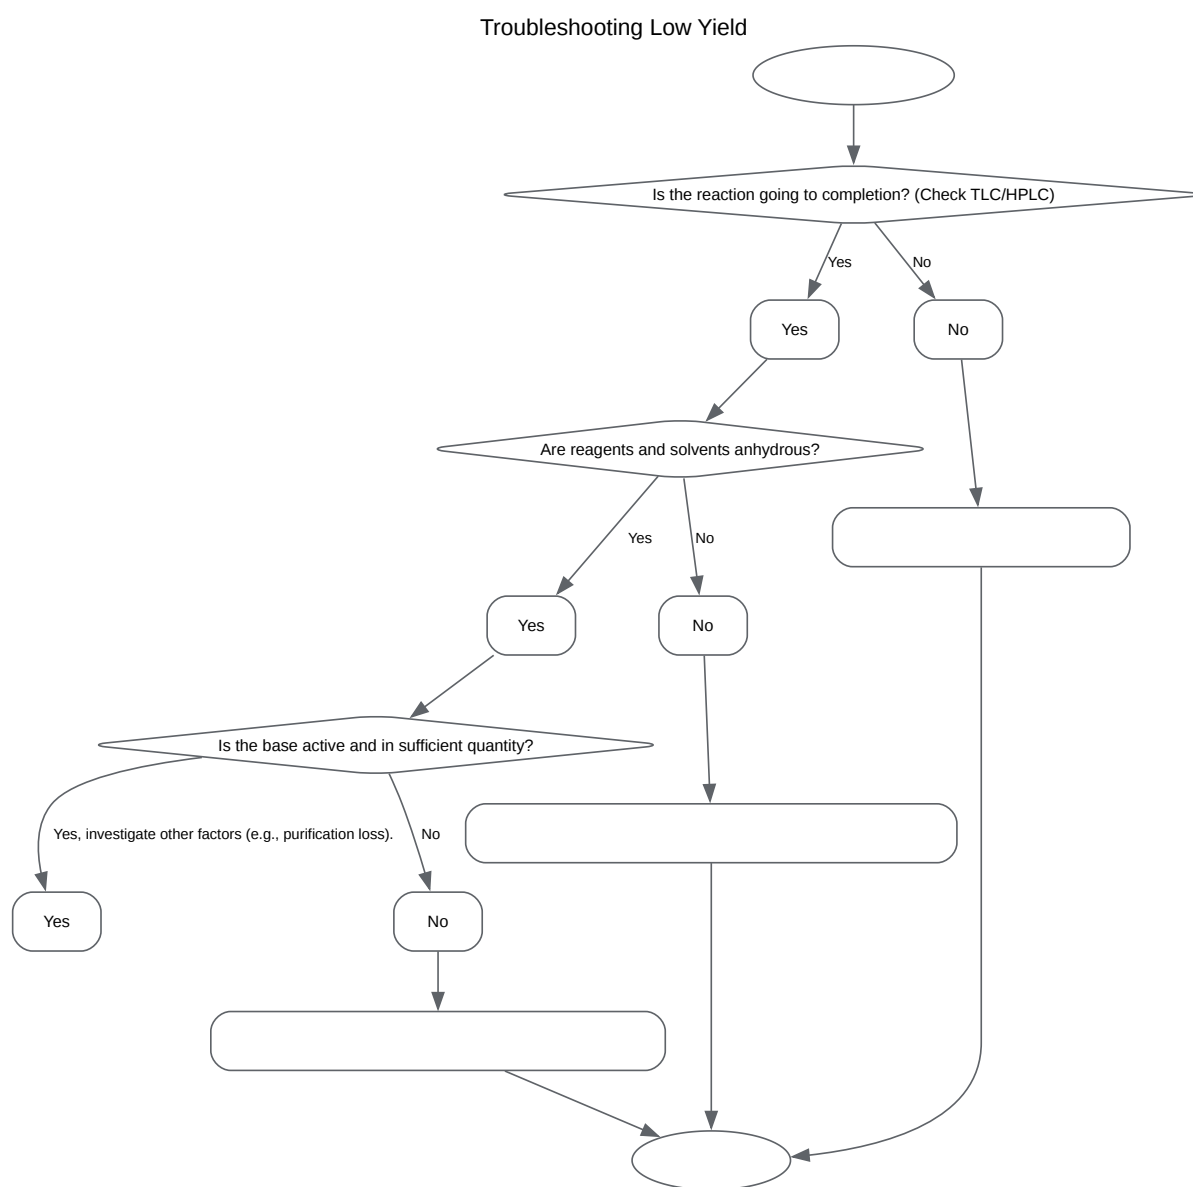 Troubleshooting Low Yield
Is the reaction going to completion? (Check TLC/HPLC)
Yes
No
Yes
No
Are reagents and solvents anhydrous?
Yes
No
Yes
No
Is the base active and in sufficient quantity?
Yes, investigate other factors (e.g., purification loss).
No
Yes
No